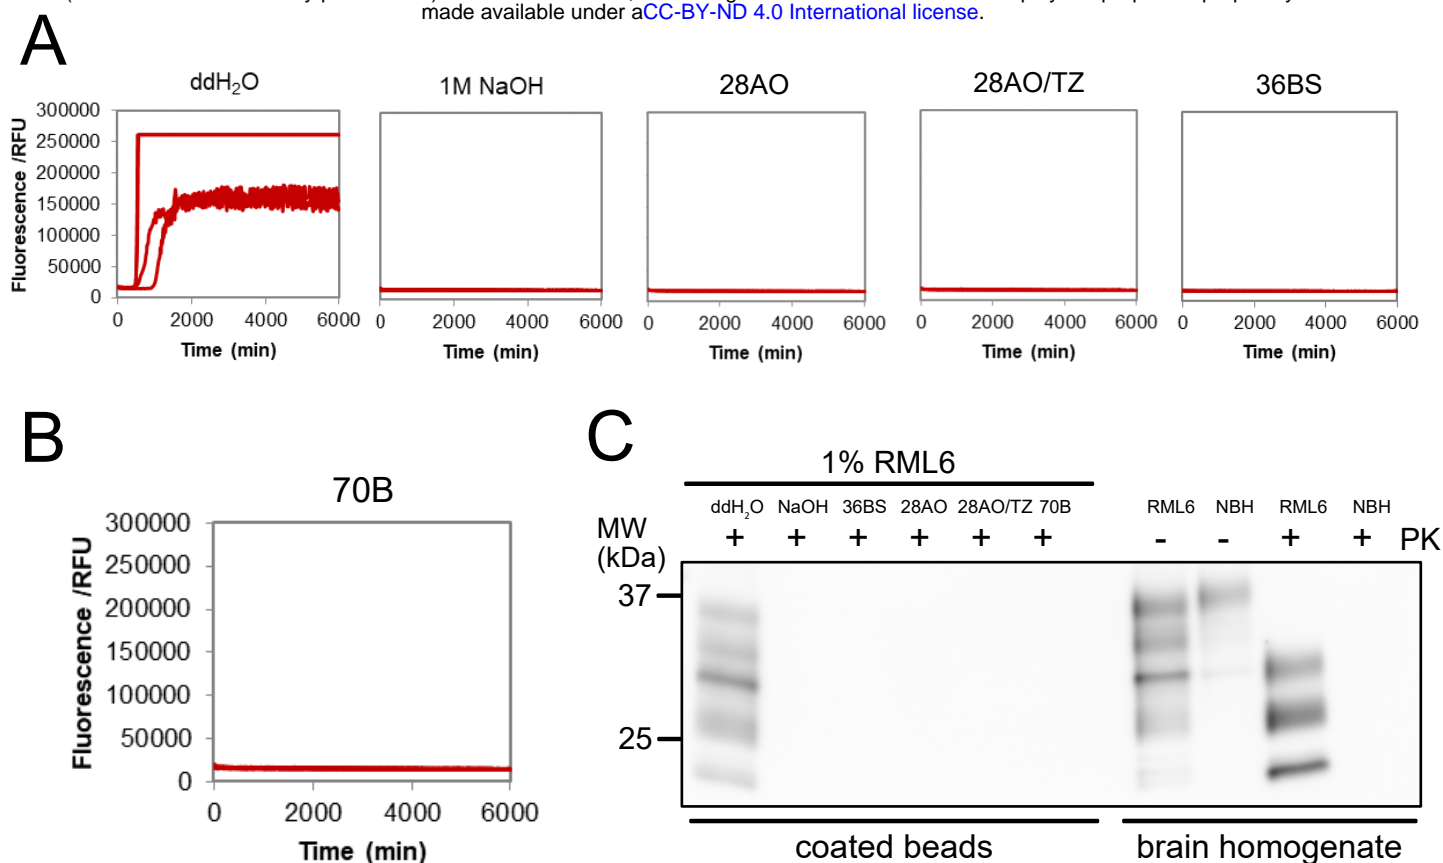 made available under aCC-BY-ND 4.0 International license.
A
ddH2O
1M NaOH
28AO
28AO/TZ
36BS
Fluorescence /RFU
300000
250000
200000
150000
100000
50000
0
0 2000 4000 6000
0 2000 4000 6000
0 2000 4000 6000
0 2000 4000 6000
0 2000 4000 6000
Time (min)
Time (min)
Time (min)
Time (min)
Time (min)
B
70B
Fluorescence /RFU
300000
250000
200000
150000
100000
50000
0
0 2000 4000 6000
Time (min)
C
1% RML6
ddH2O NaOH 36BS 28AO 28AO/TZ 70B RML6 NBH RML6 NBH
MW
(kDa)
+ + + + + + - - + + PK
37
25
coated beads
brain homogenate